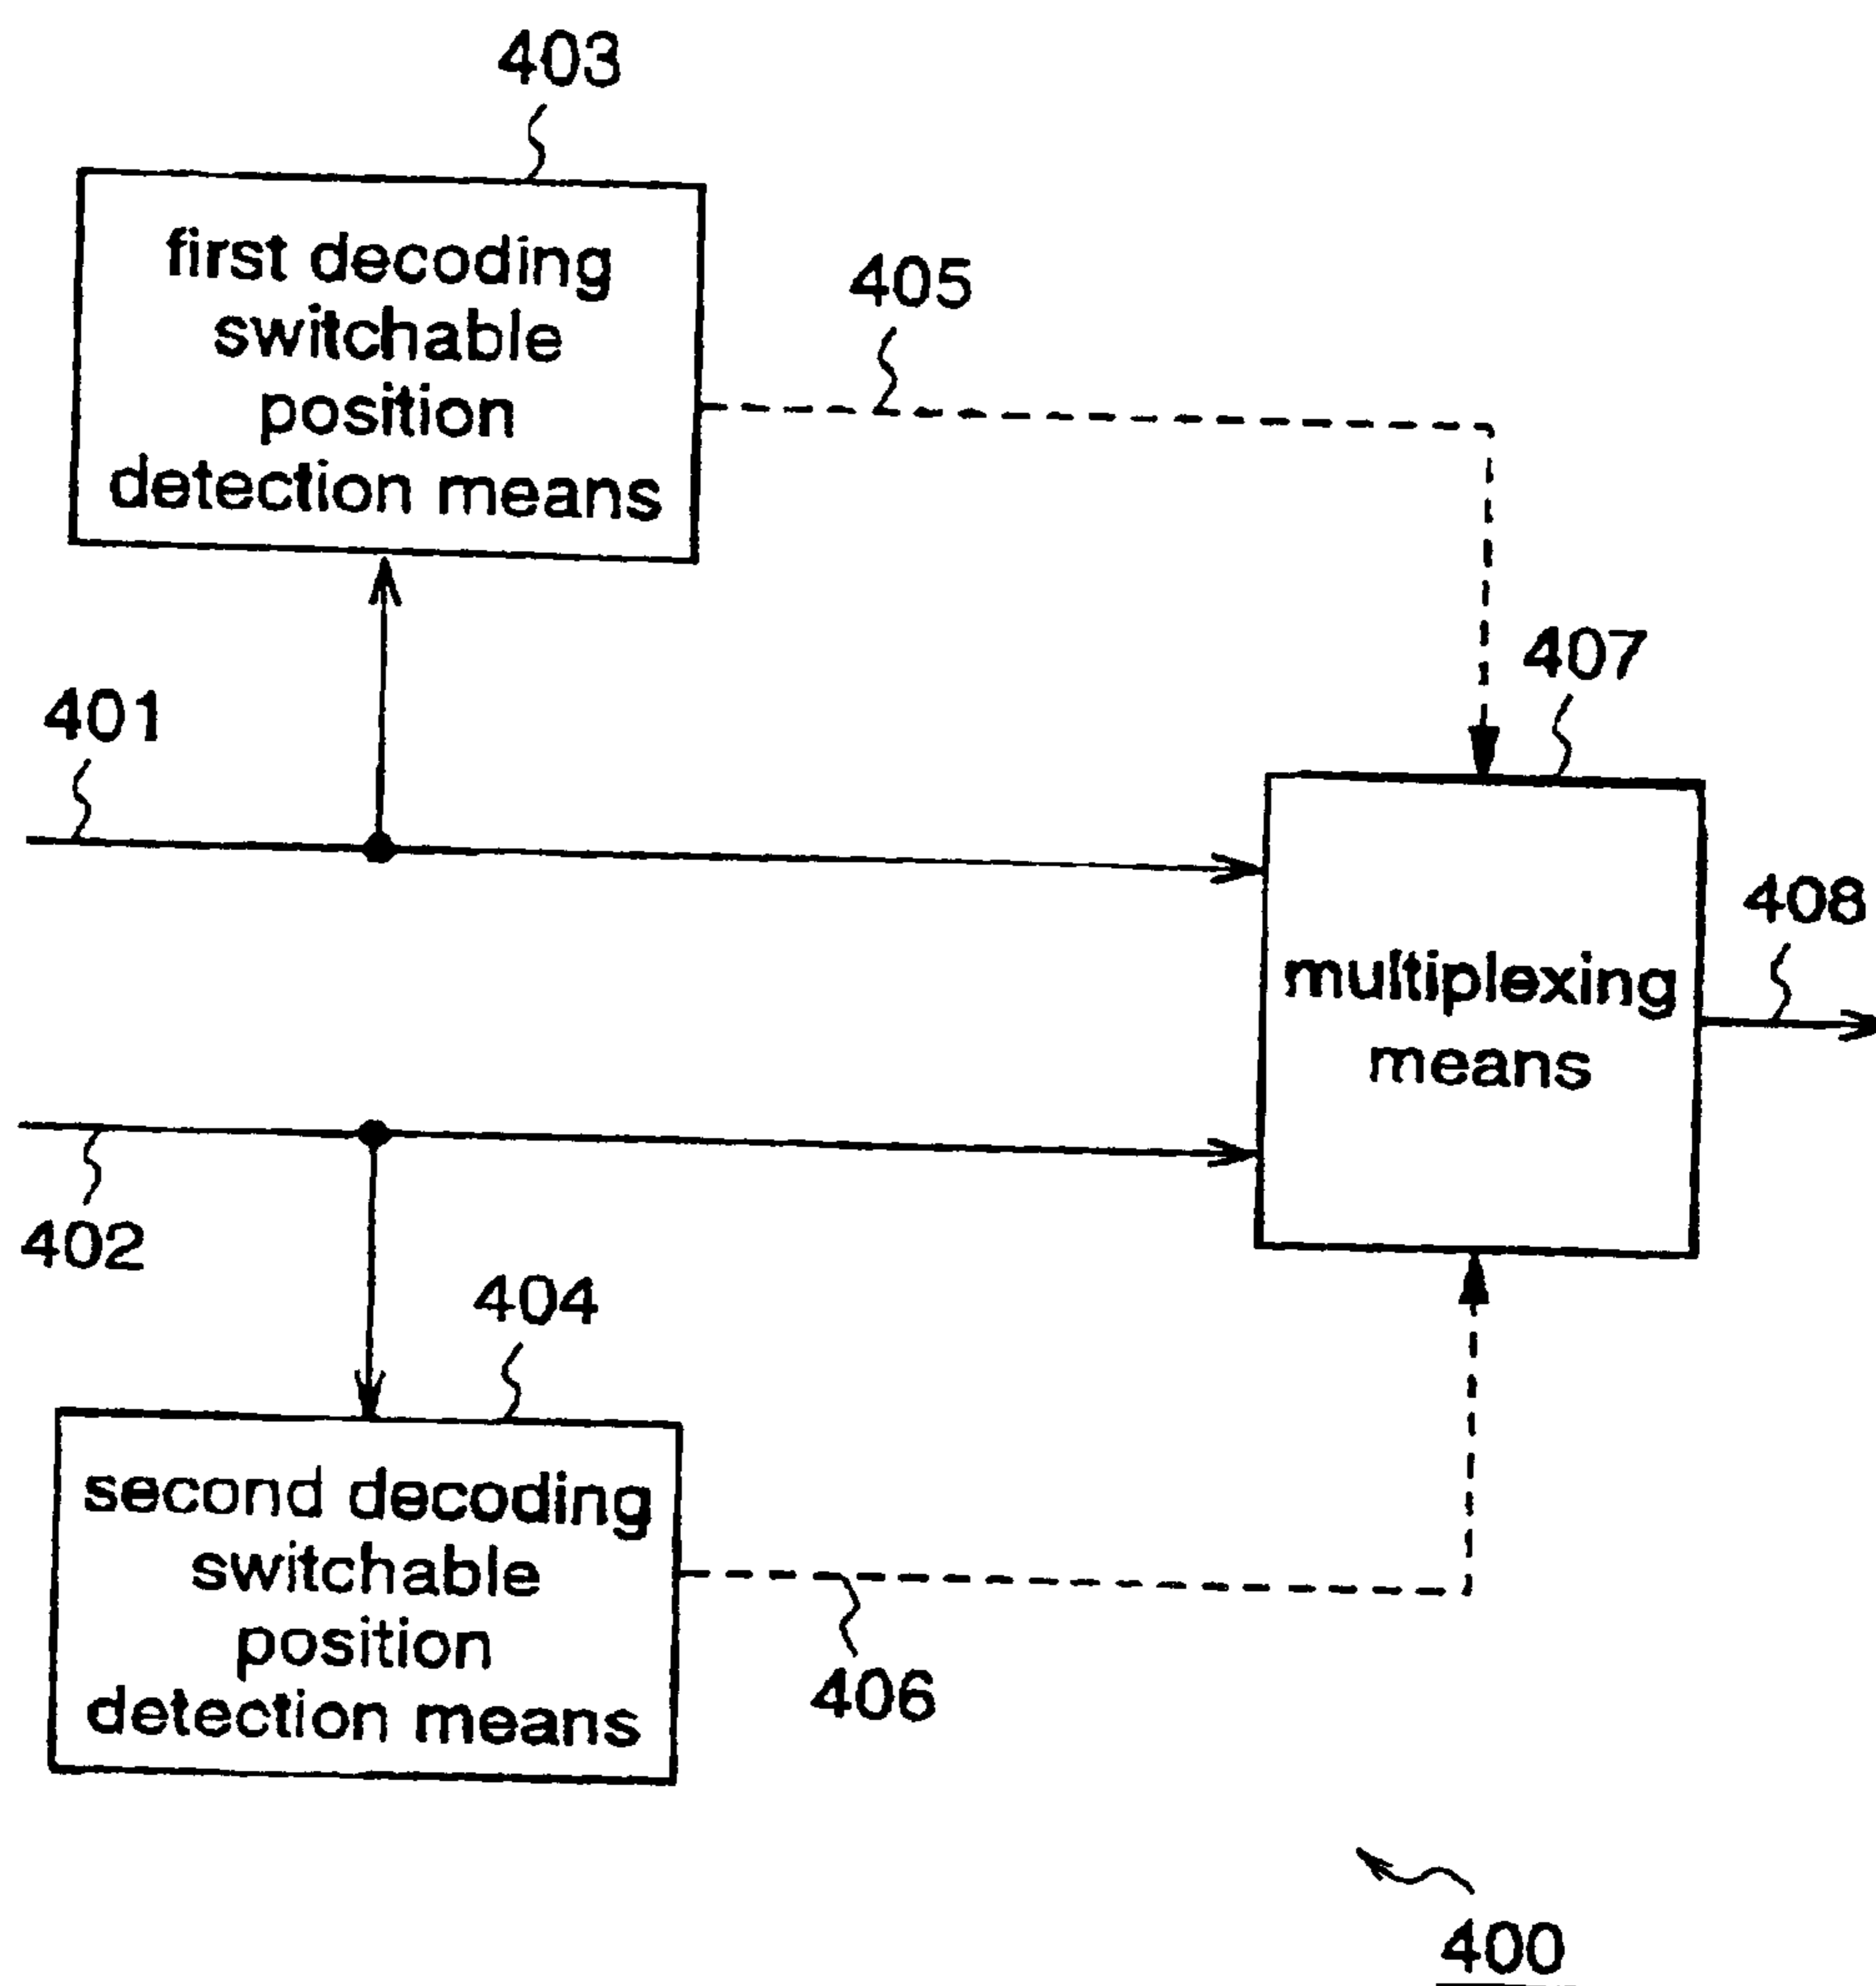 403
first decoding
switchable
position
detection means
405
407
401
408
multiplexing
means
402
404
second decoding
switchable
position
detection means
406
400